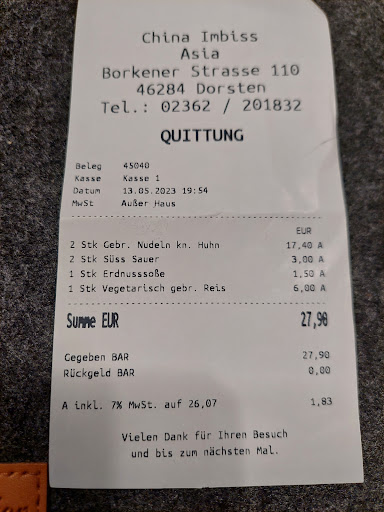 China Imbiss
Asia
Borkener Strasse 110
46284 Dorsten
Tel.: 02362 / 201832
QUITTUNG
Beleg 45040
Kasse Kasse 1
Datum 13.05.2023 19:54
MwSt Außer Haus
EUR
2 Stk Gebr. Nudeln kn. Huhn 17,40 A
2 Stk Süss Sauer 3,00 A
1 Stk Erdnusssoße 1,50 A
1 Stk Vegetarisch gebr. Reis 6,00 A
Summe EUR 27,90
Gegeben BAR 27,90
Rückgeld BAR 0,00
A inkl. 7% MwSt. auf 26,07 1,83
Vielen Dank für Ihren Besuch
und bis zum nächsten Mal.